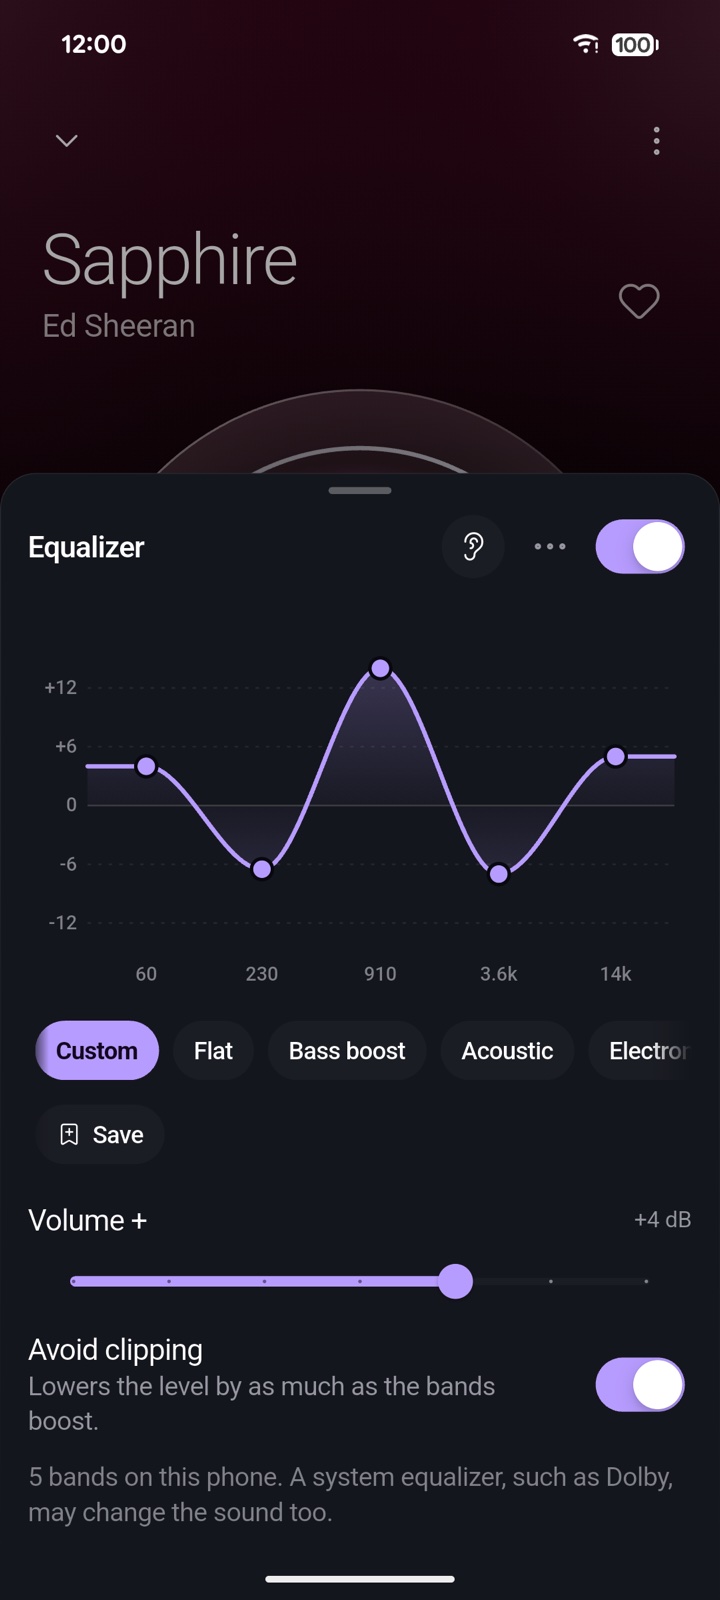 12:00
100
Sapphire
Ed Sheeran
Equalizer
+12
+6
0
-6
-12
60 230 910 3.6k 14k
Custom Flat Bass boost Acoustic Electron
Save
Volume + +4 dB
Avoid clipping
Lowers the level by as much as the bands
boost.
5 bands on this phone. A system equalizer, such as Dolby,
may change the sound too.